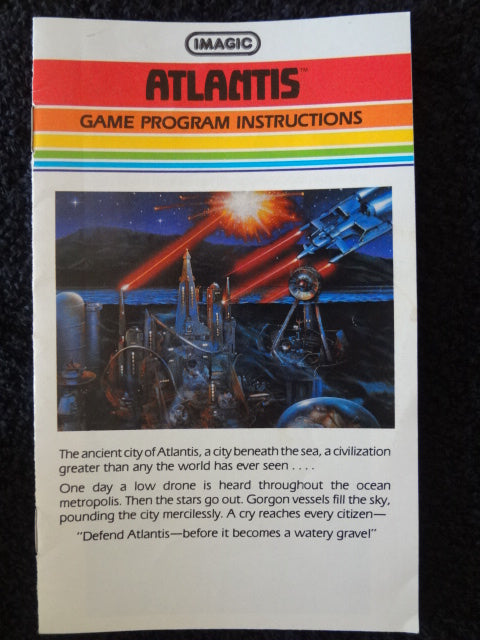 IMAGIC
ATLANTIS™
GAME PROGRAM INSTRUCTIONS
The ancient city of Atlantis, a city beneath the sea, a civilization
greater than any the world has ever seen . . . .
One day a low drone is heard throughout the ocean
metropolis. Then the stars go out. Gorgon vessels fill the sky,
pounding the city mercilessly. A cry reaches every citizen—
"Defend Atlantis—before it becomes a watery grave!"